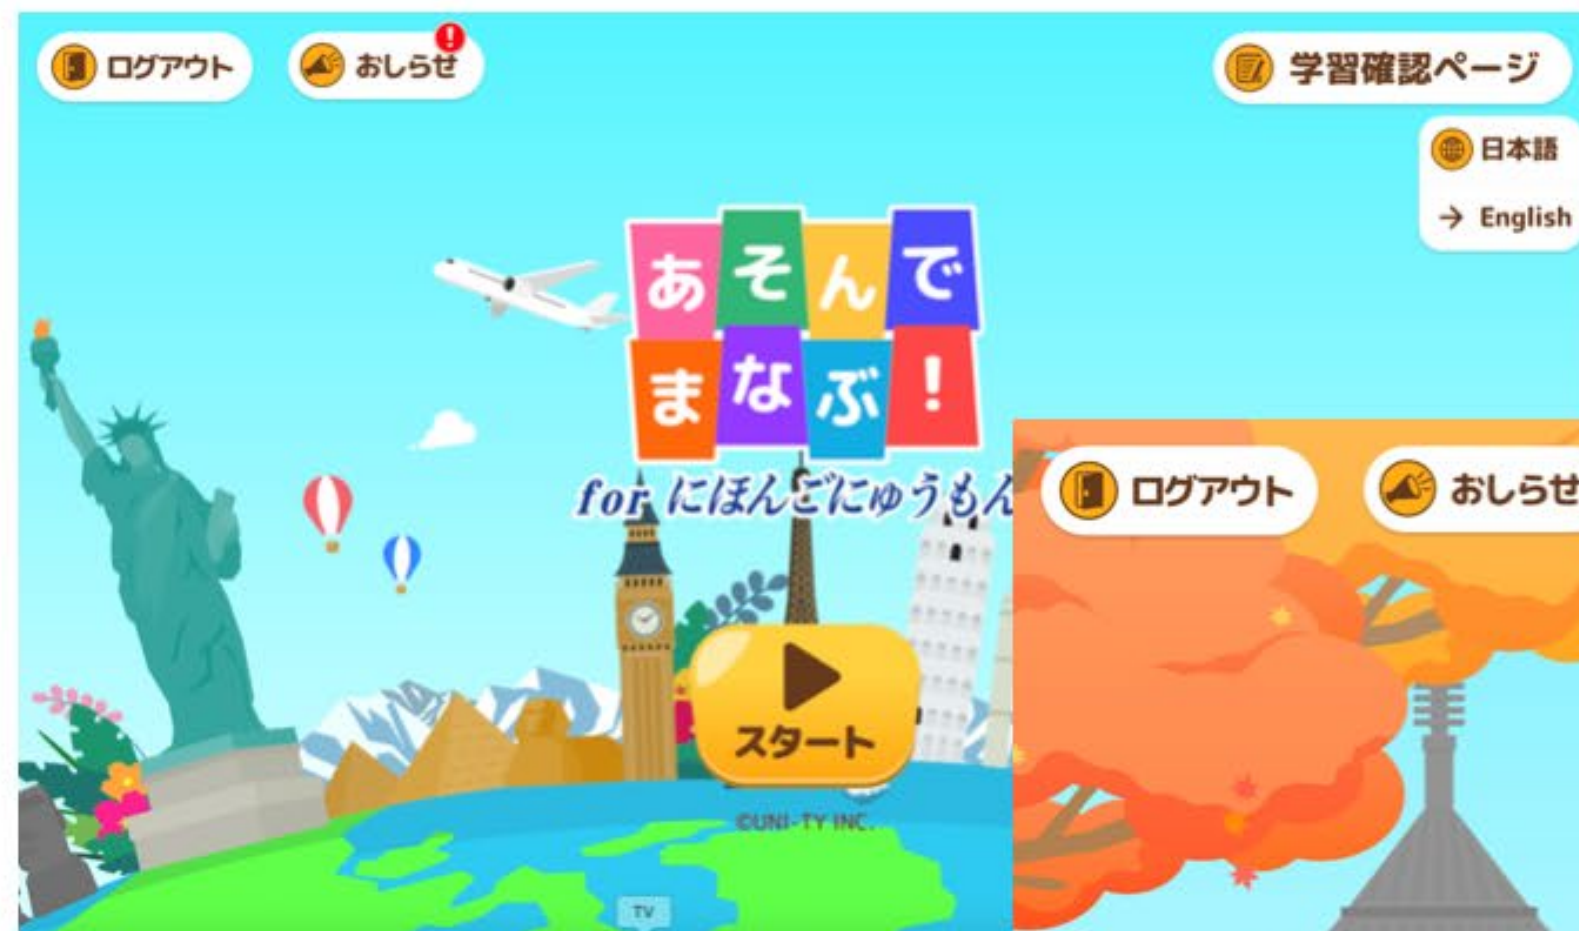 ログアウト
おしらせ
!
学習確認ページ
日本語
→ English
あそんで
まなぶ!
for にほんごにゅうもん
スタート
©UNI-TY INC.
TV
ログアウト
おしらせ